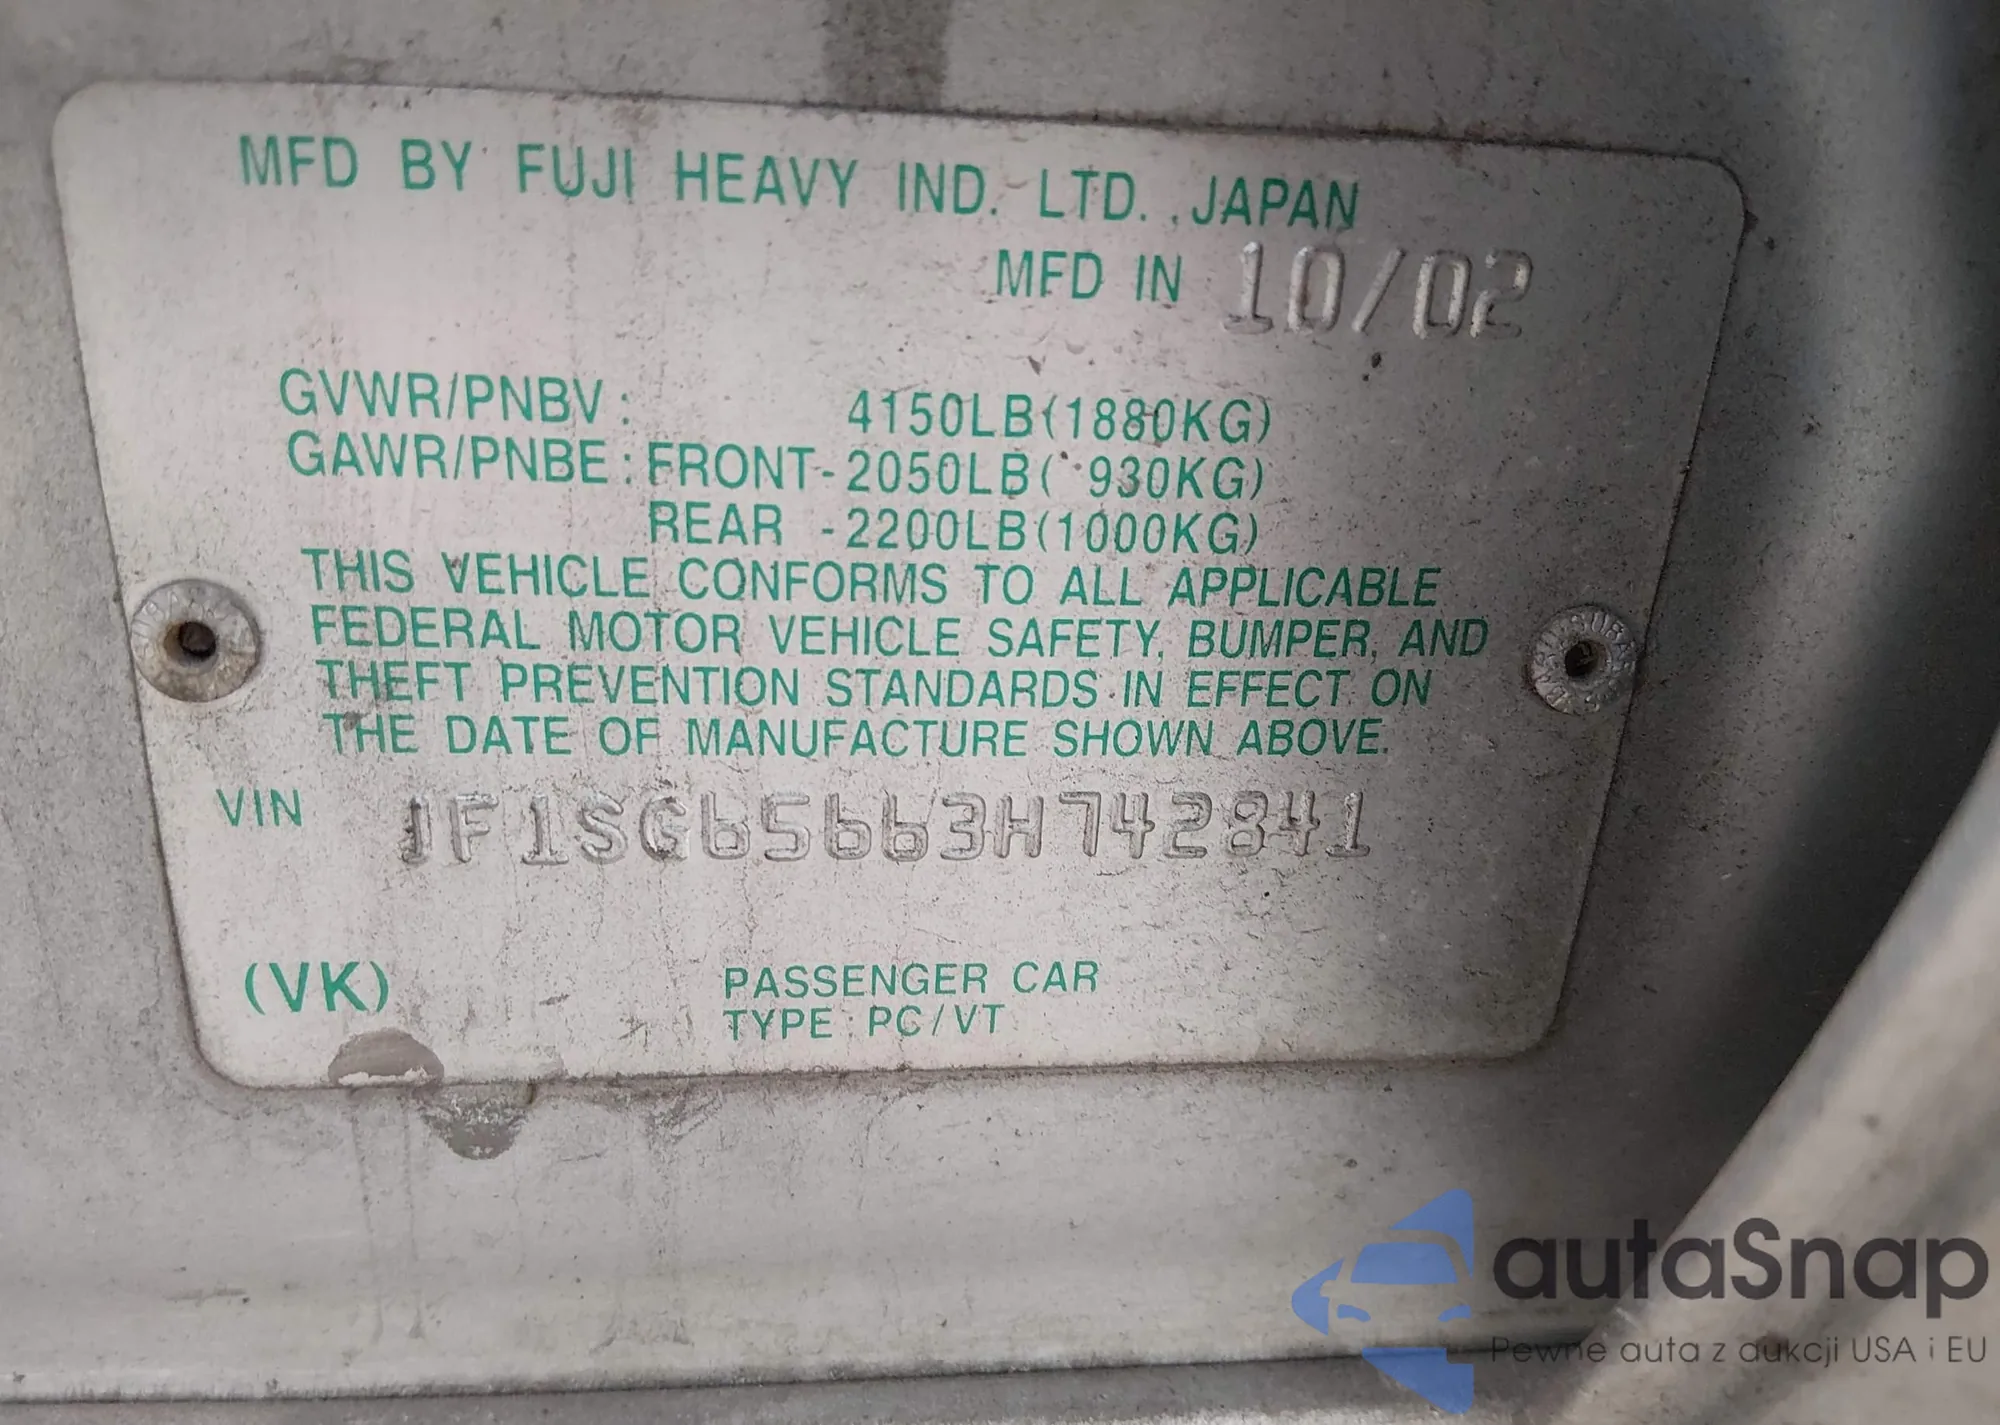 MFD BY FUJI HEAVY IND. LTD., JAPAN
MFD IN 10/02
GVWR/PNBV: 4150LB(1880KG)
GAWR/PNBE: FRONT-2050LB( 930KG)
REAR -2200LB(1000KG)
THIS VEHICLE CONFORMS TO ALL APPLICABLE
FEDERAL MOTOR VEHICLE SAFETY, BUMPER, AND
THEFT PREVENTION STANDARDS IN EFFECT ON
THE DATE OF MANUFACTURE SHOWN ABOVE.
VIN JF1SG65663H742841
(VK)
PASSENGER CAR
TYPE: PC/VT
autaSnap
Pewne auta z aukcji USA i EU